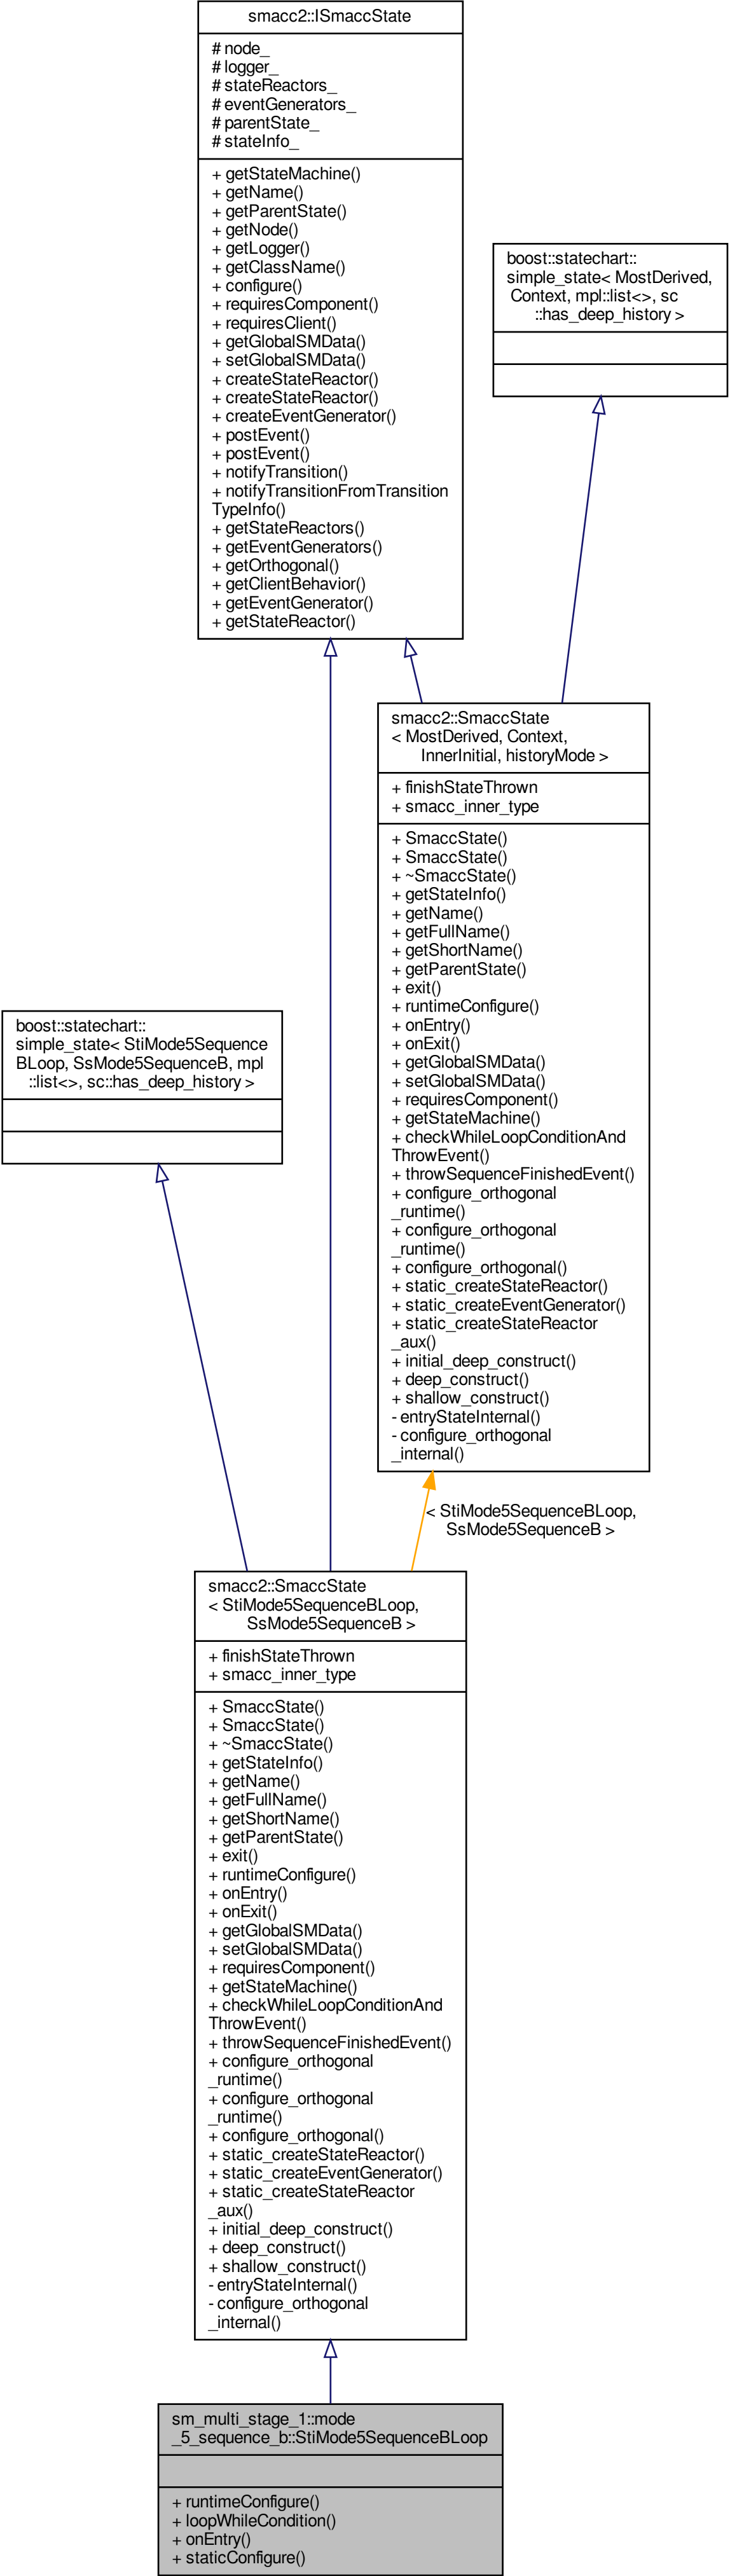 smacc2::ISmaccState
# node_
# logger_
# stateReactors_
# eventGenerators_
# parentState_
# stateInfo_
+ getStateMachine()
+ getName()
+ getParentState()
+ getNode()
+ getLogger()
+ getClassName()
+ configure()
+ requiresComponent()
+ requiresClient()
+ getGlobalSMData()
+ setGlobalSMData()
+ createStateReactor()
+ createStateReactor()
+ createEventGenerator()
+ postEvent()
+ postEvent()
+ notifyTransition()
+ notifyTransitionFromTransition
TypeInfo()
+ getStateReactors()
+ getEventGenerators()
+ getOrthogonal()
+ getClientBehavior()
+ getEventGenerator()
+ getStateReactor()
boost::statechart::
simple_state< MostDerived,
Context, mpl::list<>, sc
::has_deep_history >
smacc2::SmaccState
< MostDerived, Context,
InnerInitial, historyMode >
+ finishStateThrown
+ smacc_inner_type
+ SmaccState()
+ SmaccState()
+ ~SmaccState()
+ getStateInfo()
+ getName()
+ getFullName()
+ getShortName()
+ getParentState()
+ exit()
+ runtimeConfigure()
+ onEntry()
+ onExit()
+ getGlobalSMData()
+ setGlobalSMData()
+ requiresComponent()
+ getStateMachine()
+ checkWhileLoopConditionAnd
ThrowEvent()
+ throwSequenceFinishedEvent()
+ configure_orthogonal
_runtime()
+ configure_orthogonal
_runtime()
+ configure_orthogonal()
+ static_createStateReactor()
+ static_createEventGenerator()
+ static_createStateReactor
_aux()
+ initial_deep_construct()
+ deep_construct()
+ shallow_construct()
- entryStateInternal()
- configure_orthogonal
_internal()
boost::statechart::
simple_state< StiMode5Sequence
BLoop, SsMode5SequenceB, mpl
::list<>, sc::has_deep_history >
< StiMode5SequenceBLoop,
SsMode5SequenceB >
smacc2::SmaccState
< StiMode5SequenceBLoop,
SsMode5SequenceB >
+ finishStateThrown
+ smacc_inner_type
+ SmaccState()
+ SmaccState()
+ ~SmaccState()
+ getStateInfo()
+ getName()
+ getFullName()
+ getShortName()
+ getParentState()
+ exit()
+ runtimeConfigure()
+ onEntry()
+ onExit()
+ getGlobalSMData()
+ setGlobalSMData()
+ requiresComponent()
+ getStateMachine()
+ checkWhileLoopConditionAnd
ThrowEvent()
+ throwSequenceFinishedEvent()
+ configure_orthogonal
_runtime()
+ configure_orthogonal
_runtime()
+ configure_orthogonal()
+ static_createStateReactor()
+ static_createEventGenerator()
+ static_createStateReactor
_aux()
+ initial_deep_construct()
+ deep_construct()
+ shallow_construct()
- entryStateInternal()
- configure_orthogonal
_internal()
sm_multi_stage_1::mode
_5_sequence_b::StiMode5SequenceBLoop
+ runtimeConfigure()
+ loopWhileCondition()
+ onEntry()
+ staticConfigure()